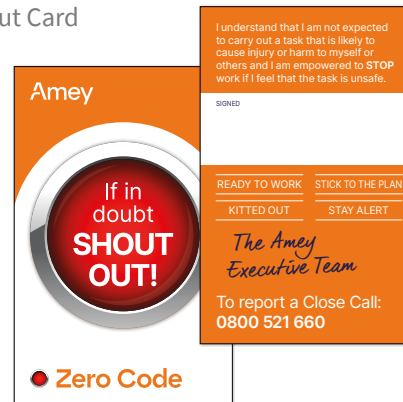 ut Card
Amey
If in
doubt
SHOUT
OUT!
Zero Code
I understand that I am not expected
to carry out a task that is likely to
cause injury or harm to myself or
others and I am empowered to STOP
work if I feel that the task is unsafe.
SIGNED
READY TO WORK STICK TO THE PLAN
KITTED OUT STAY ALERT
The Amey
Executive Team
To report a Close Call:
0800 521 660